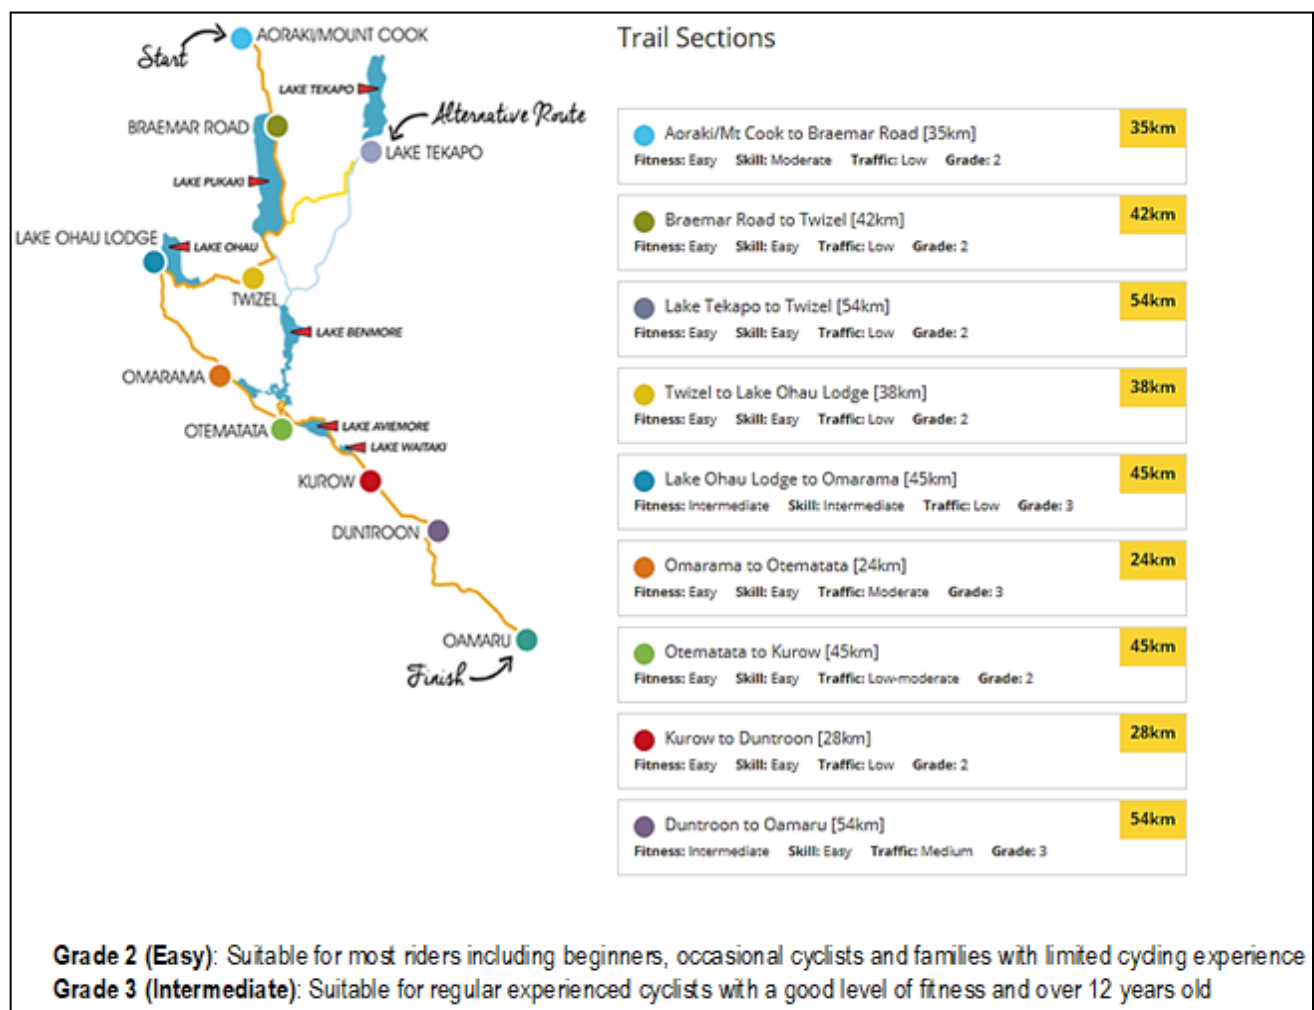 Start
AORAKI/MOUNT COOK
LAKE TEKAPO
Alternative Route
BRAEMAR ROAD
LAKE TEKAPO
LAKE PUKAKI
LAKE OHAU LODGE
LAKE OHAU
TWIZEL
LAKE BENMORE
OMARAMA
OTEMATATA
LAKE AVIEMORE
LAKE WAITAKI
KUROW
DUNTROON
OAMARU
Finish
Trail Sections
Aoraki/Mt Cook to Braemar Road [35km]
35km
Fitness: Easy Skill: Moderate Traffic: Low Grade: 2
Braemar Road to Twizel [42km]
42km
Fitness: Easy Skill: Easy Traffic: Low Grade: 2
Lake Tekapo to Twizel [54km]
54km
Fitness: Easy Skill: Easy Traffic: Low Grade: 2
Twizel to Lake Ohau Lodge [38km]
38km
Fitness: Easy Skill: Easy Traffic: Low Grade: 2
Lake Ohau Lodge to Omarama [45km]
45km
Fitness: Intermediate Skill: Intermediate Traffic: Low Grade: 3
Omarama to Otematata [24km]
24km
Fitness: Easy Skill: Easy Traffic: Moderate Grade: 3
Otematata to Kurow [45km]
45km
Fitness: Easy Skill: Easy Traffic: Low-moderate Grade: 2
Kurow to Duntroon [28km]
28km
Fitness: Easy Skill: Easy Traffic: Low Grade: 2
Duntroon to Oamaru [54km]
54km
Fitness: Intermediate Skill: Easy Traffic: Medium Grade: 3
Grade 2 (Easy): Suitable for most riders including beginners, occasional cyclists and families with limited cycling experience
Grade 3 (Intermediate): Suitable for regular experienced cyclists with a good level of fitness and over 12 years old